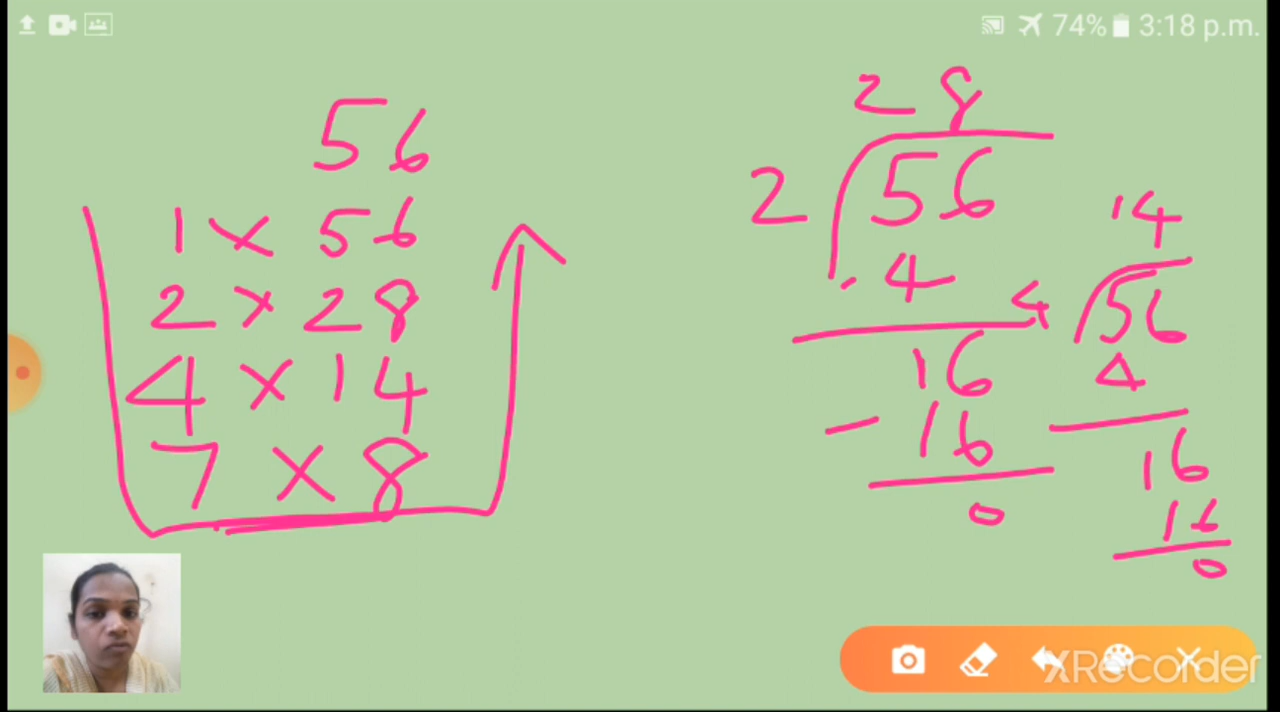 74% 3:18 p.m.
56
1 × 56
2 × 28
4 × 14
7 × 8
28
2 56
4
16
- 16
0
14
4 56
4
16
16
0
XRecorder